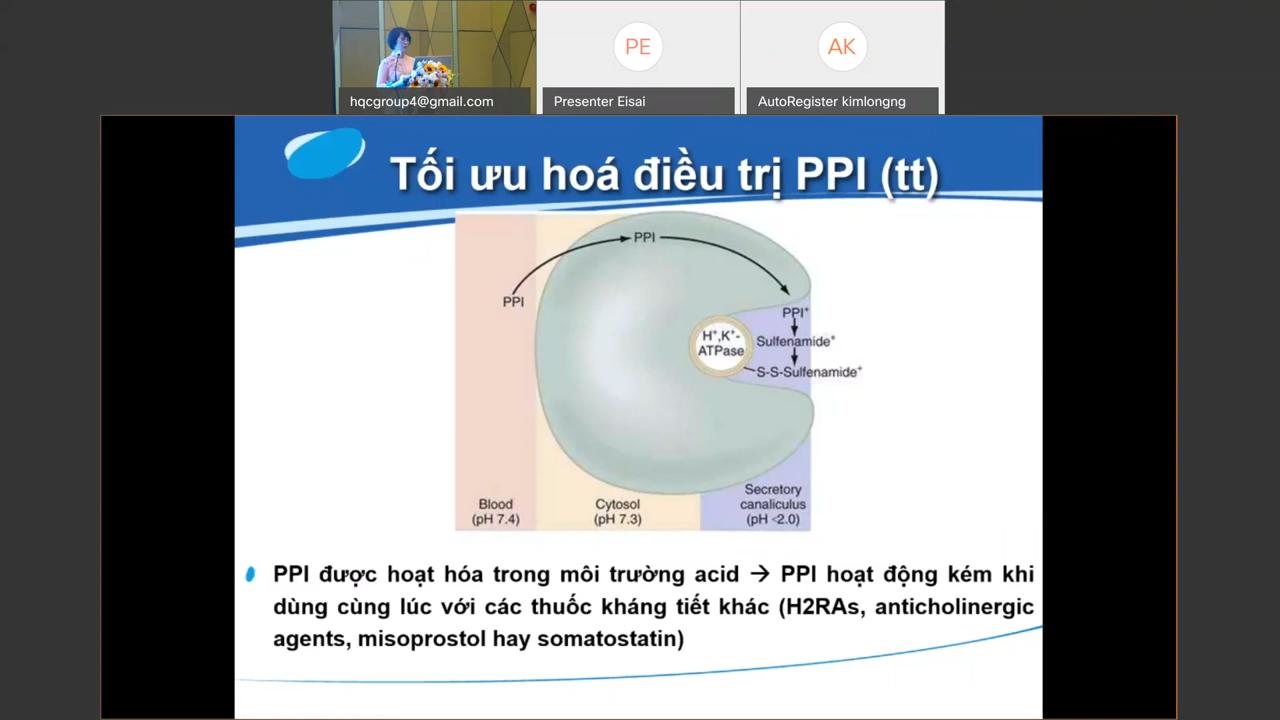 PE
AK
hqcgroup4@gmail.com
Presenter Eisai
AutoRegister kimlongng
Tối ưu hoá điều trị PPI (tt)
PPI
PPI
PPI⁺
H⁺,K⁺-
ATPase
Sulfenamide⁺
S-S-Sulfenamide⁺
Blood
(pH 7.4)
Cytosol
(pH 7.3)
Secretory
canaliculus
(pH <2.0)
PPI được hoạt hóa trong môi trường acid → PPI hoạt động kém khi
dùng cùng lúc với các thuốc kháng tiết khác (H2RAs, anticholinergic
agents, misoprostol hay somatostatin)